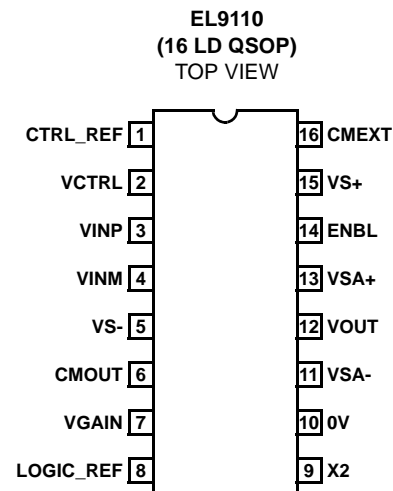 EL9110
(16 LD QSOP)
TOP VIEW
CTRL_REF 1 16 CMEXT
VCTRL 2 15 VS+
VINP 3 14 ENBL
VINM 4 13 VSA+
VS- 5 12 VOUT
CMOUT 6 11 VSA-
VGAIN 7 10 0V
LOGIC_REF 8 9 X2